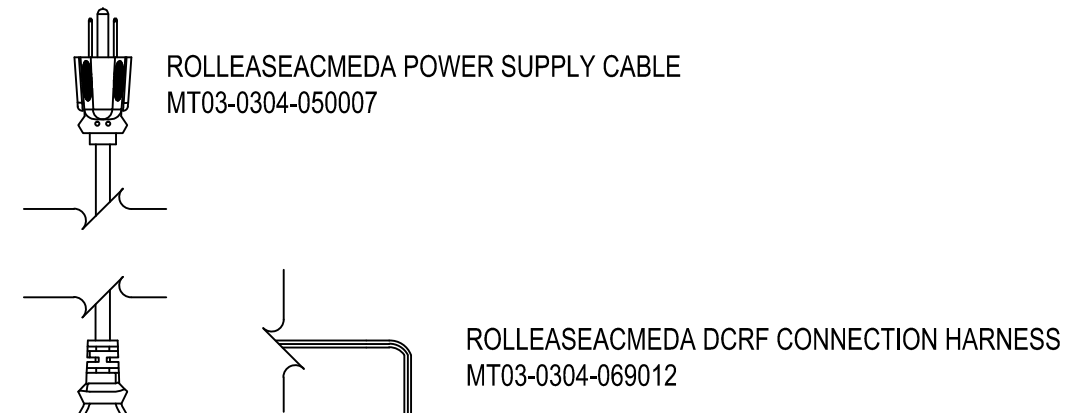 ROLLEASEACMEDA POWER SUPPLY CABLE
MT03-0304-050007
ROLLEASEACMEDA DCRF CONNECTION HARNESS
MT03-0304-069012